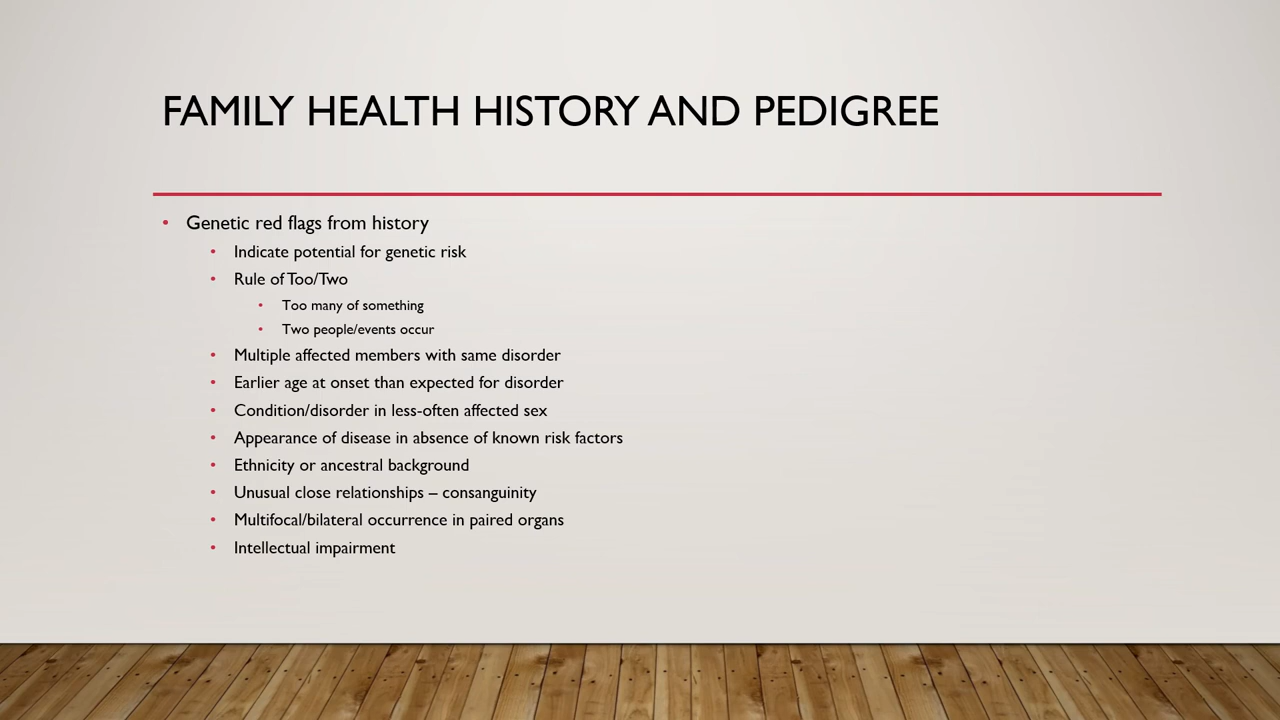 FAMILY HEALTH HISTORY AND PEDIGREE
• Genetic red flags from history
• Indicate potential for genetic risk
• Rule of Too/Two
• Too many of something
• Two people/events occur
• Multiple affected members with same disorder
• Earlier age at onset than expected for disorder
• Condition/disorder in less-often affected sex
• Appearance of disease in absence of known risk factors
• Ethnicity or ancestral background
• Unusual close relationships – consanguinity
• Multifocal/bilateral occurrence in paired organs
• Intellectual impairment